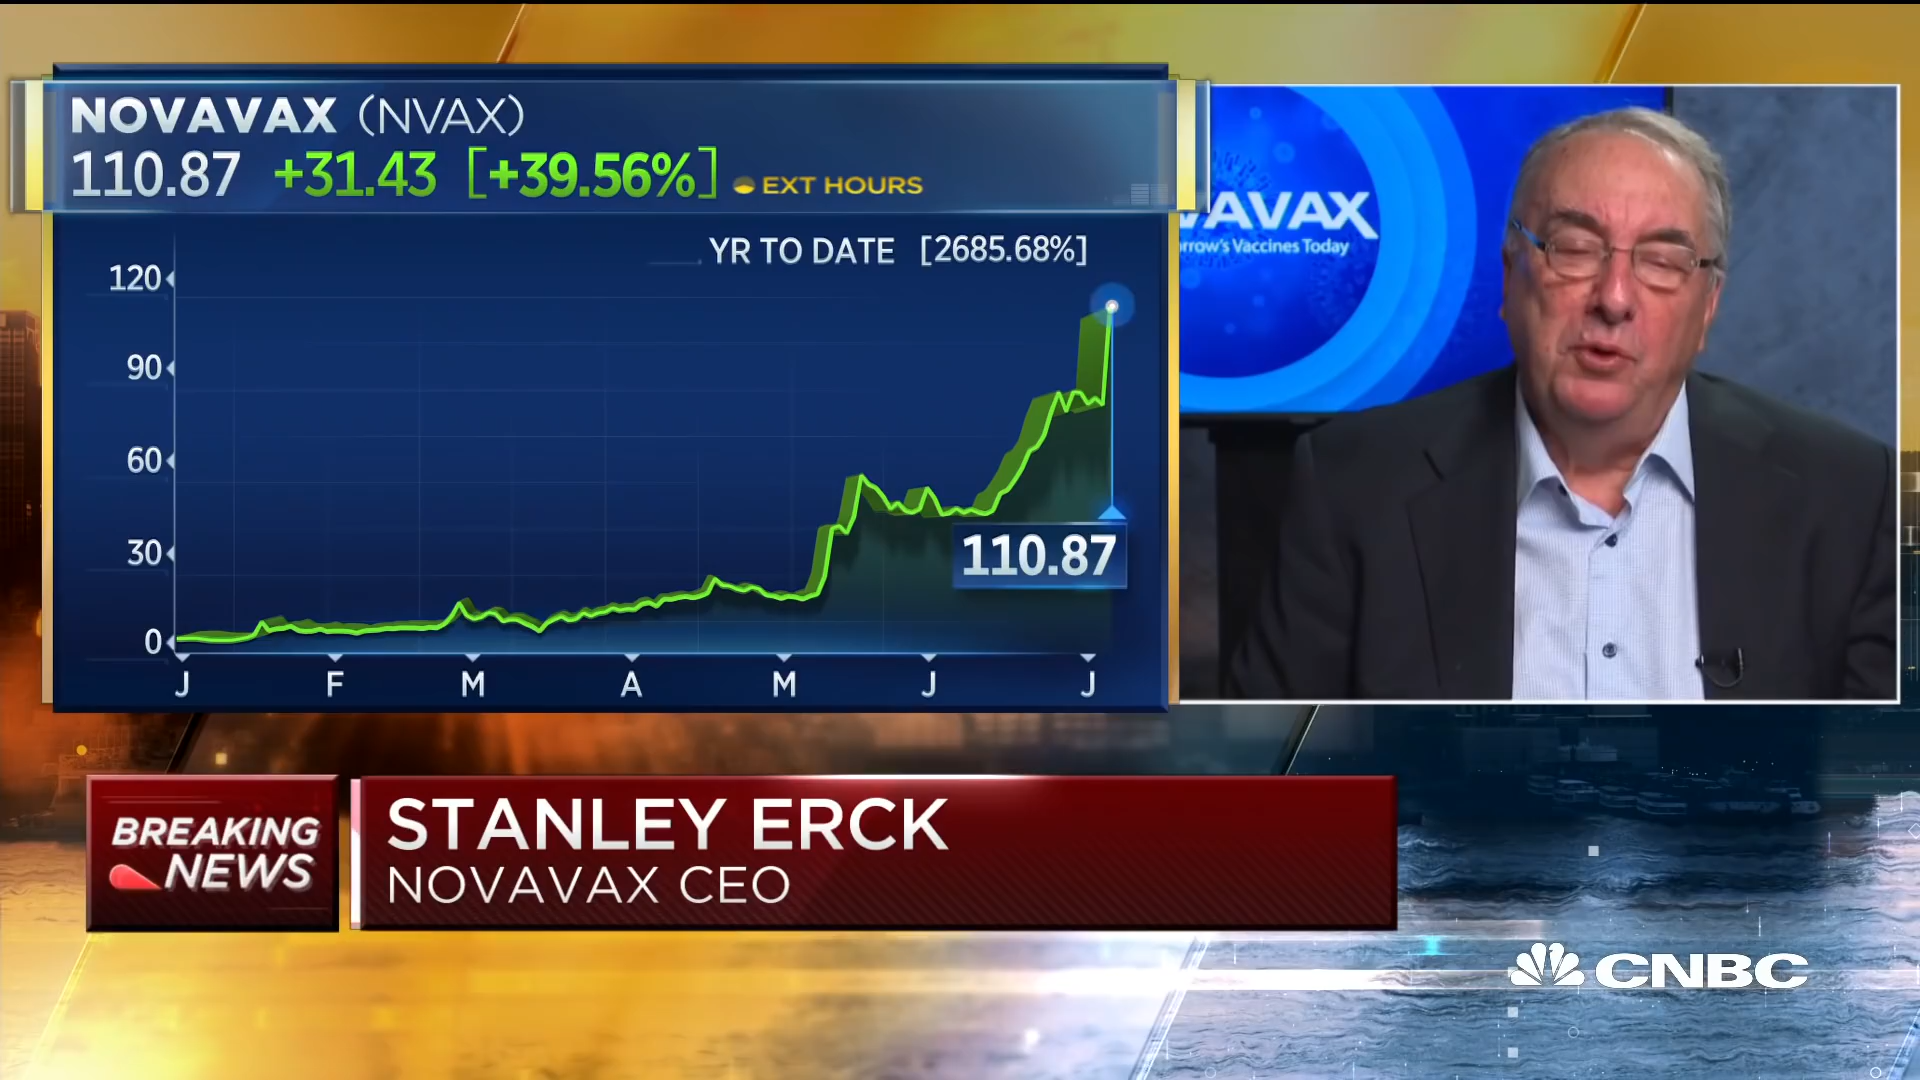 NOVAVAX (NVAX)
110.87 +31.43 [+39.56%] EXT HOURS
YR TO DATE [2685.68%]
120
90
60
30
0
110.87
J F M A M J J
VAVAX
rrow's Vaccines Today
BREAKING
NEWS
STANLEY ERCK
NOVAVAX CEO
CNBC